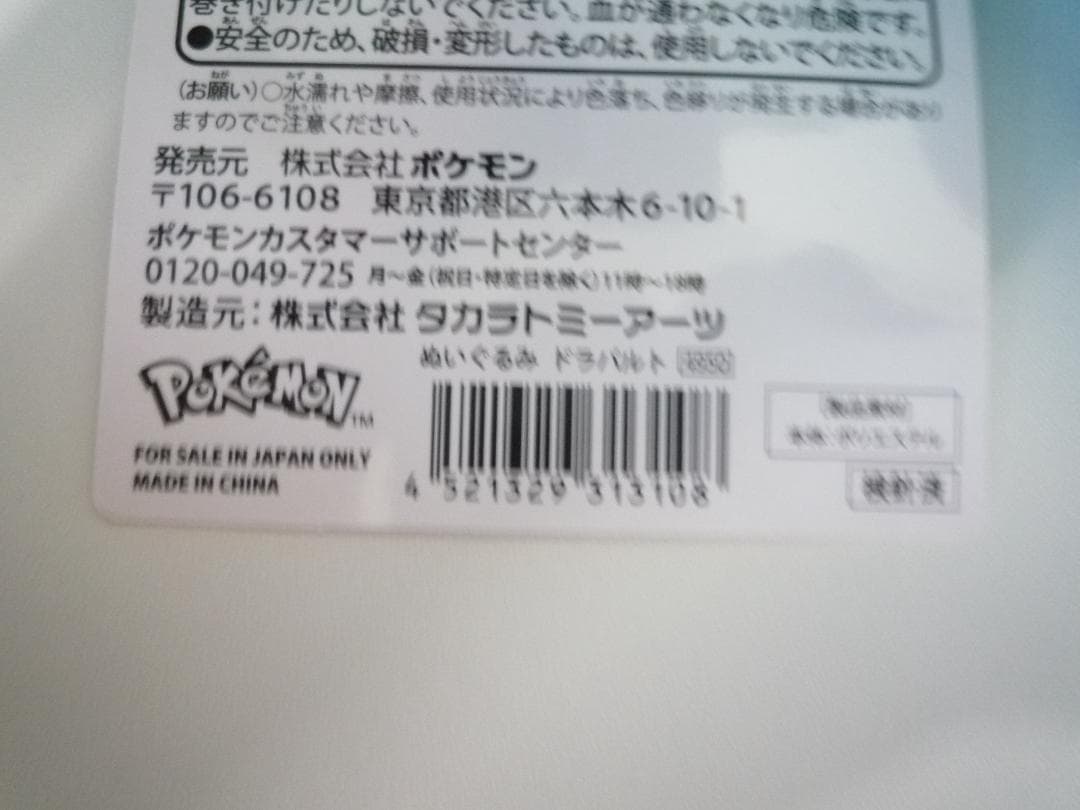 巻き付けたりしないでください。血が通わなくなり危険です。
●安全のため、破損・変形したものは、使用しないでください。
(お願い)○水濡れや摩擦、使用状況により色落ち、色移りが発生する場合があり
ますのでご注意ください。
発売元 株式会社ポケモン
〒106-6108 東京都港区六本木6-10-1
ポケモンカスタマーサポートセンター
0120-049-725 月～金(祝日・特定日を除く)11時～18時
製造元：株式会社 タカラトミーアーツ
POKéMON TM
ぬいぐるみ ドラパルト
FOR SALE IN JAPAN ONLY
MADE IN CHINA
4 521329 313108
検針済